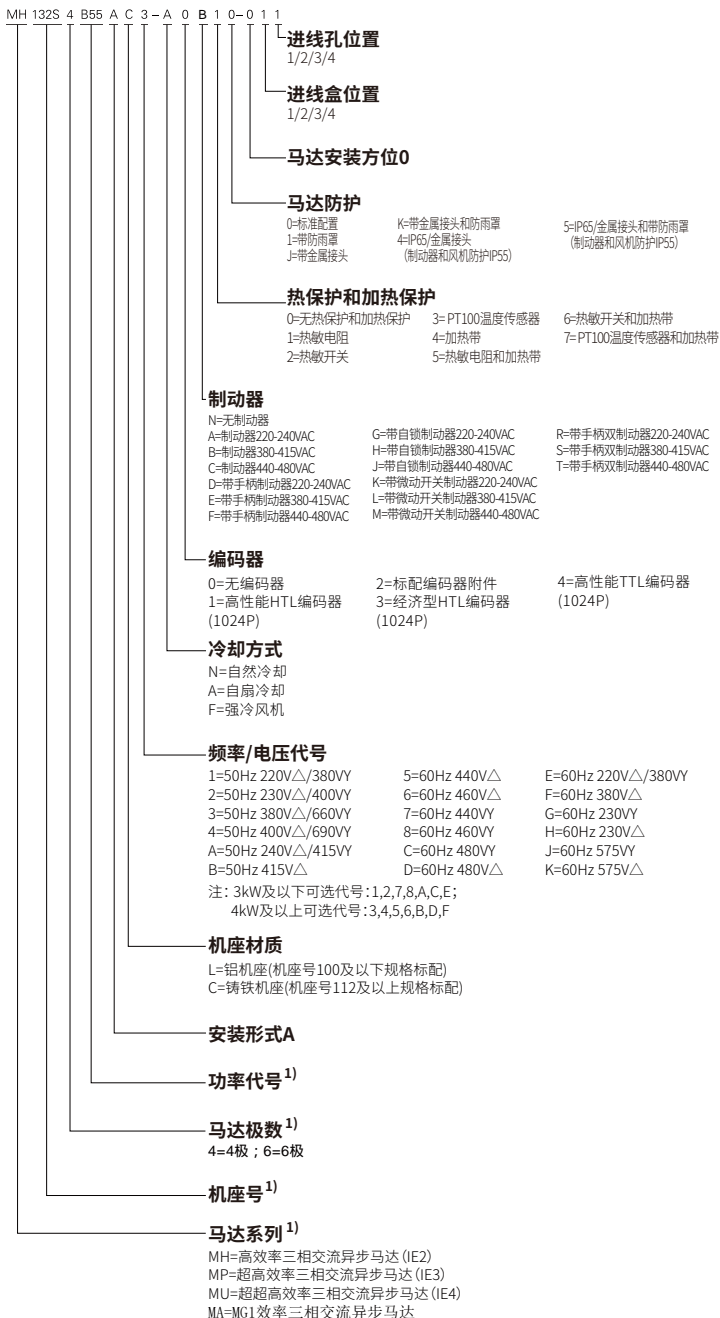 MH 132S 4 B55 A C 3 - A 0 B 1 0 - 0 1 1
进线孔位置
1/2/3/4
进线盒位置
1/2/3/4
马达安装方位0
马达防护
0=标准配置
1=带防雨罩
J=带金属接头
K=带金属接头和防雨罩
4=IP65/金属接头
(制动器和风机防护IP55)
5=IP65/金属接头和带防雨罩
(制动器和风机防护IP55)
热保护和加热保护
0=无热保护和加热保护
1=热敏电阻
2=热敏开关
3= PT100温度传感器
4=加热带
5=热敏电阻和加热带
6=热敏开关和加热带
7= PT100温度传感器和加热带
制动器
N=无制动器
A=制动器220-240VAC
B=制动器380-415VAC
C=制动器440-480VAC
D=带手柄制动器220-240VAC
E=带手柄制动器380-415VAC
F=带手柄制动器440-480VAC
G=带自锁制动器220-240VAC
H=带自锁制动器380-415VAC
J=带自锁制动器440-480VAC
K=带微动开关制动器220-240VAC
L=带微动开关制动器380-415VAC
M=带微动开关制动器440-480VAC
R=带手柄双制动器220-240VAC
S=带手柄双制动器380-415VAC
T=带手柄双制动器440-480VAC
编码器
0=无编码器
1=高性能HTL编码器
(1024P)
2=标配编码器附件
3=经济型HTL编码器
(1024P)
4=高性能TTL编码器
(1024P)
冷却方式
N=自然冷却
A=自扇冷却
F=强冷风机
频率/电压代号
1=50Hz 220V△/380VY
2=50Hz 230V△/400VY
3=50Hz 380V△/660VY
4=50Hz 400V△/690VY
A=50Hz 240V△/415VY
B=50Hz 415V△
5=60Hz 440V△
6=60Hz 460V△
7=60Hz 440VY
8=60Hz 460VY
C=60Hz 480VY
D=60Hz 480V△
E=60Hz 220V△/380VY
F=60Hz 380V△
G=60Hz 230VY
H=60Hz 230V△
J=60Hz 575VY
K=60Hz 575V△
注: 3kW及以下可选代号:1,2,7,8,A,C,E;
4kW及以上可选代号:3,4,5,6,B,D,F
机座材质
L=铝机座(机座号100及以下规格标配)
C=铸铁机座(机座号112及以上规格标配)
安装形式A
功率代号1)
马达极数1)
4=4极；6=6极
机座号1)
马达系列1)
MH=高效率三相交流异步马达(IE2)
MP=超高效率三相交流异步马达(IE3)
MU=超超高效率三相交流异步马达(IE4)
MA=MG1效率三相交流异步马达